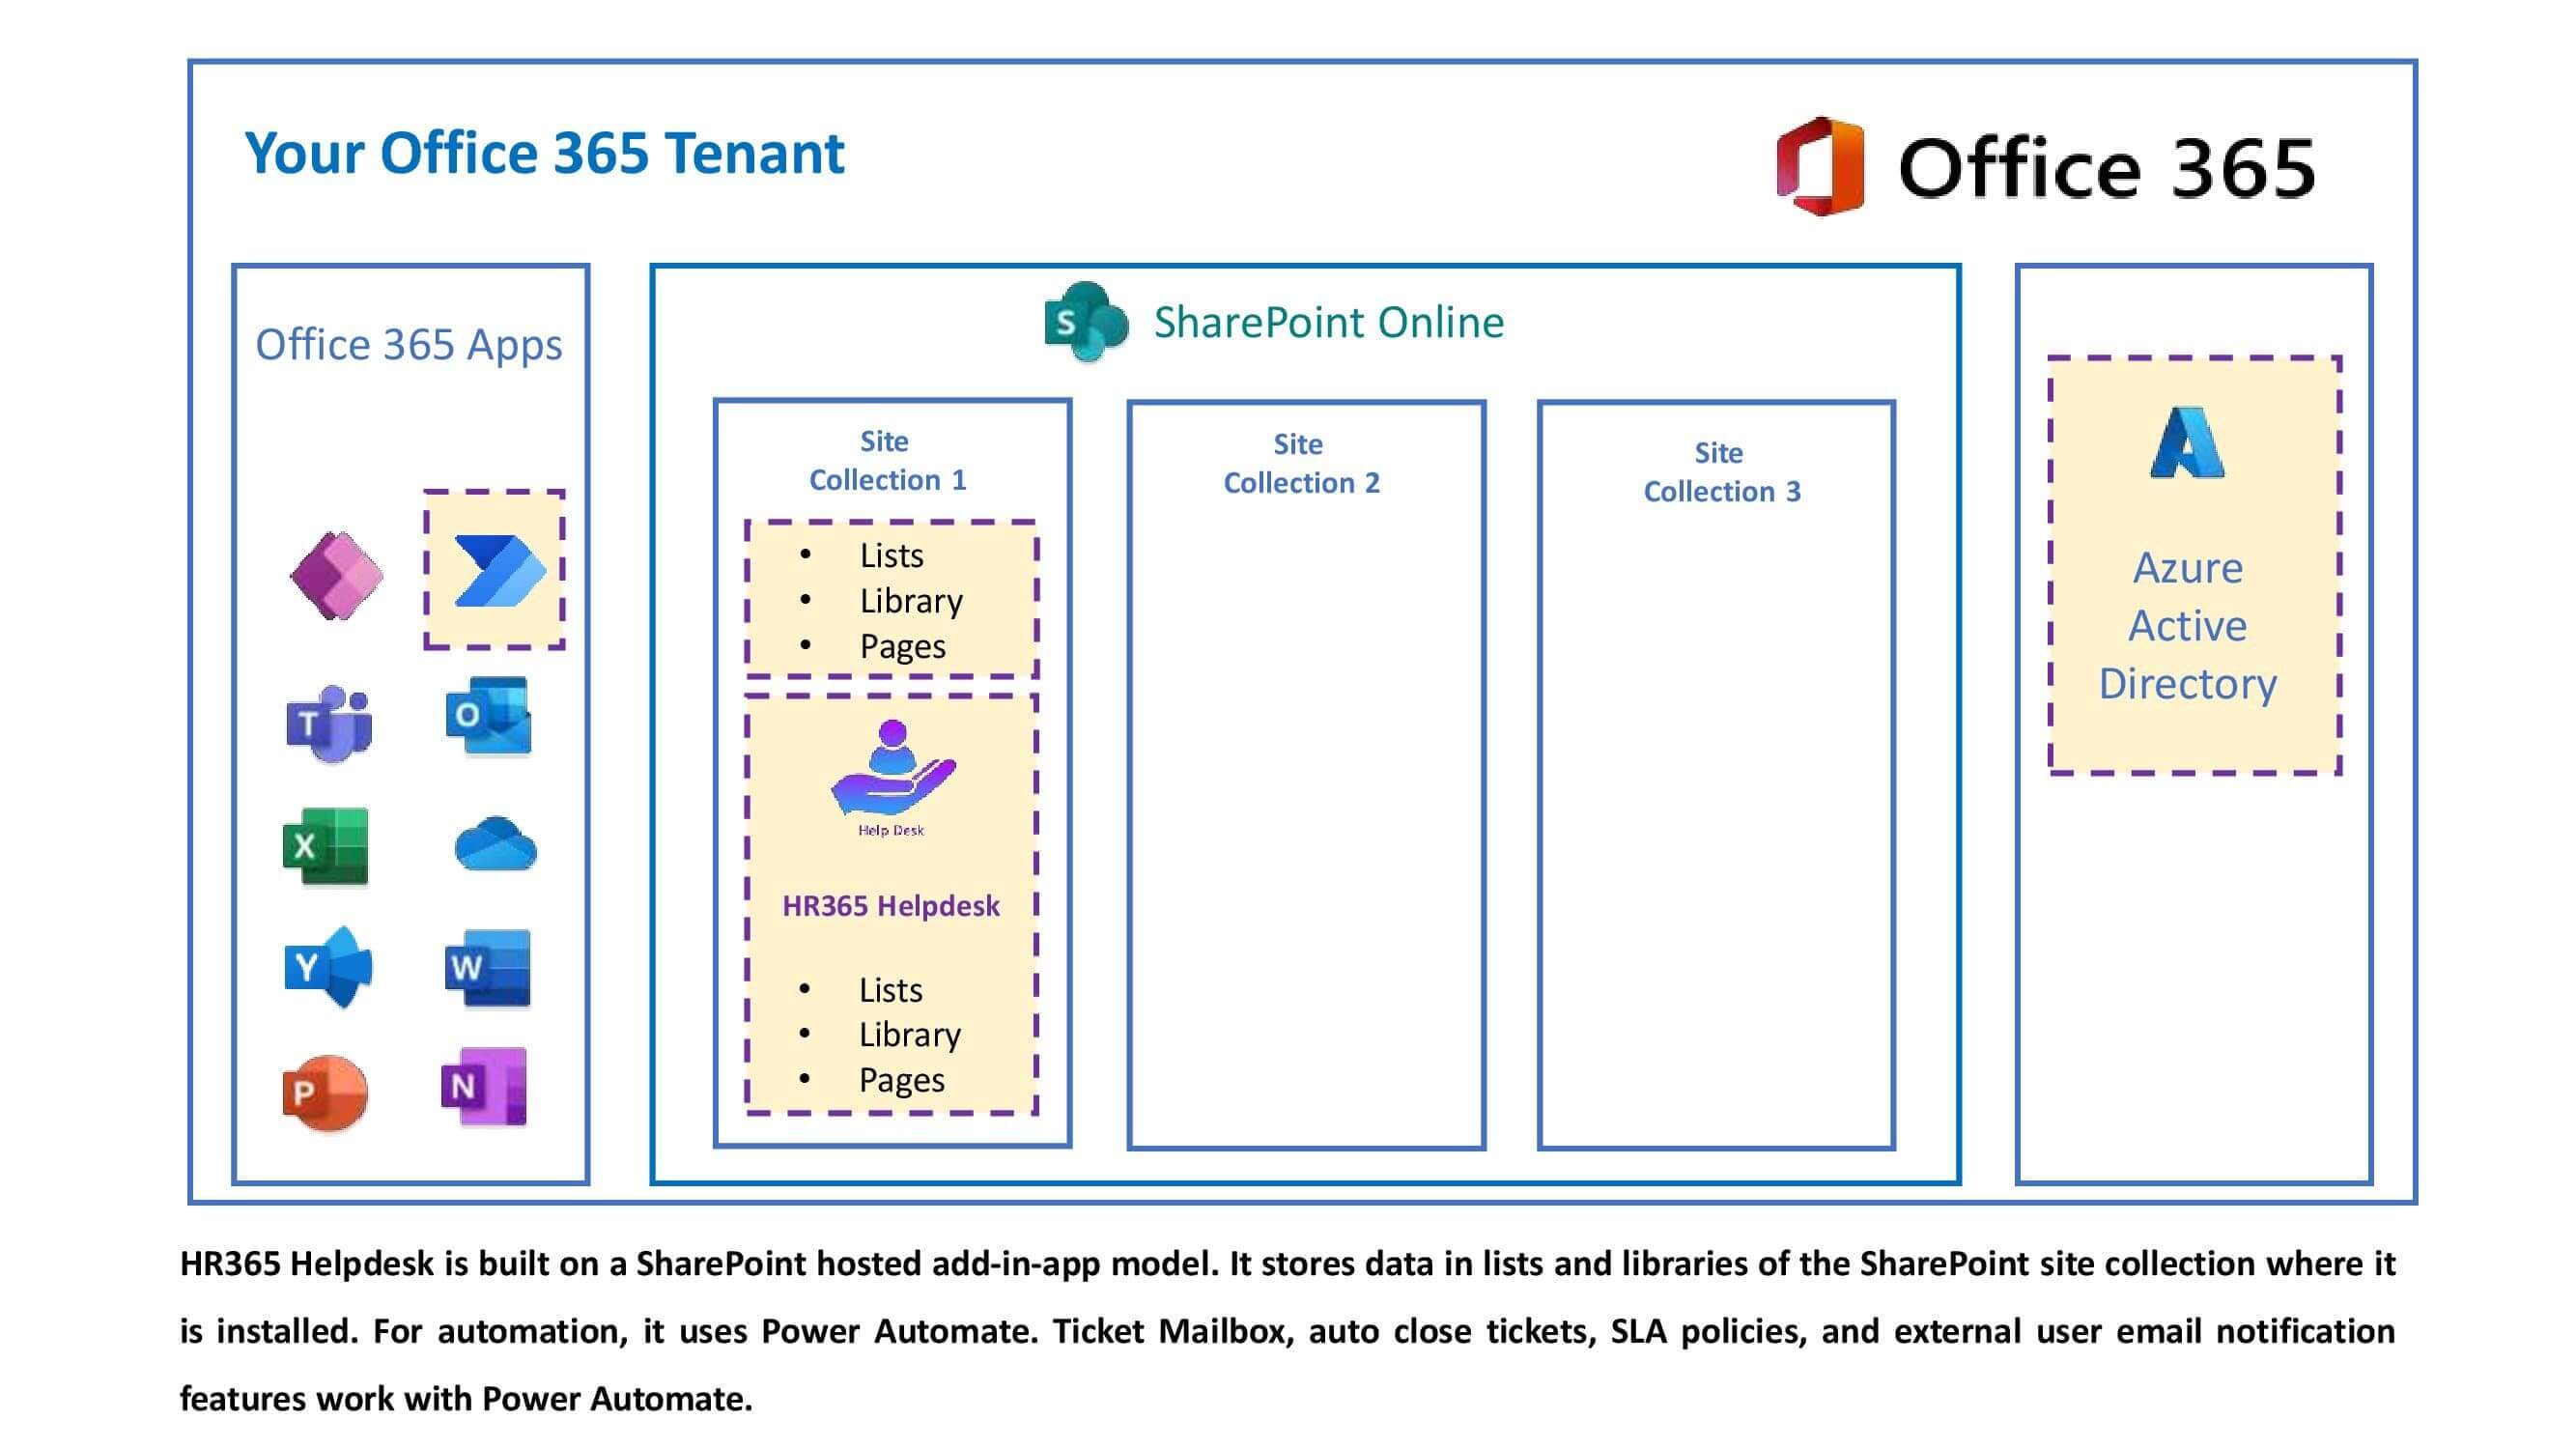 Your Office 365 Tenant
Office 365
Office 365 Apps
T
O
X
Y
W
P
N
S
SharePoint Online
Site
Collection 1
• Lists
• Library
• Pages
Help Desk
HR365 Helpdesk
• Lists
• Library
• Pages
Site
Collection 2
Site
Collection 3
Azure
Active
Directory
HR365 Helpdesk is built on a SharePoint hosted add-in-app model. It stores data in lists and libraries of the SharePoint site collection where it
is installed. For automation, it uses Power Automate. Ticket Mailbox, auto close tickets, SLA policies, and external user email notification
features work with Power Automate.